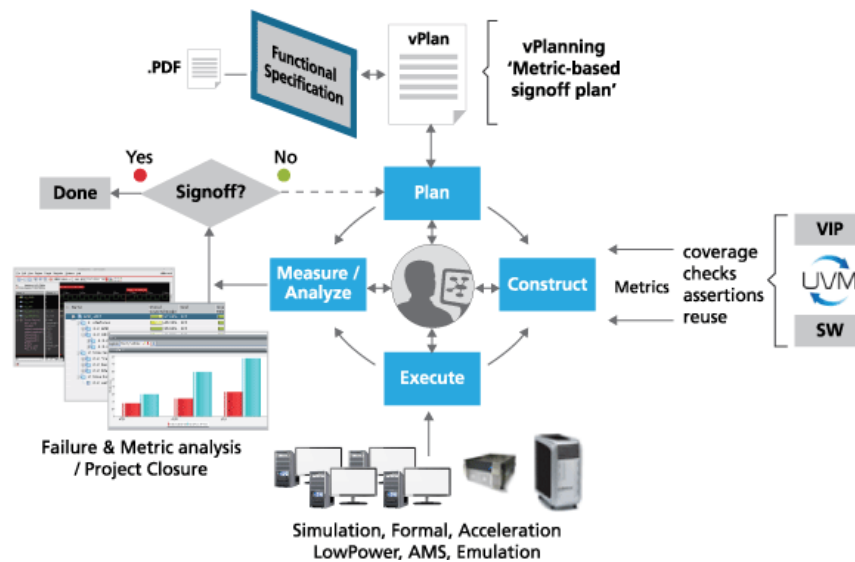 .PDF
Functional
Specification
vPlan
vPlanning
‘Metric-based
signoff plan’
Yes
No
Done
Signoff?
Plan
Measure /
Analyze
Construct
Metrics
coverage
checks
assertions
reuse
VIP
UVM
SW
Execute
Failure & Metric analysis
/ Project Closure
Simulation, Formal, Acceleration
LowPower, AMS, Emulation